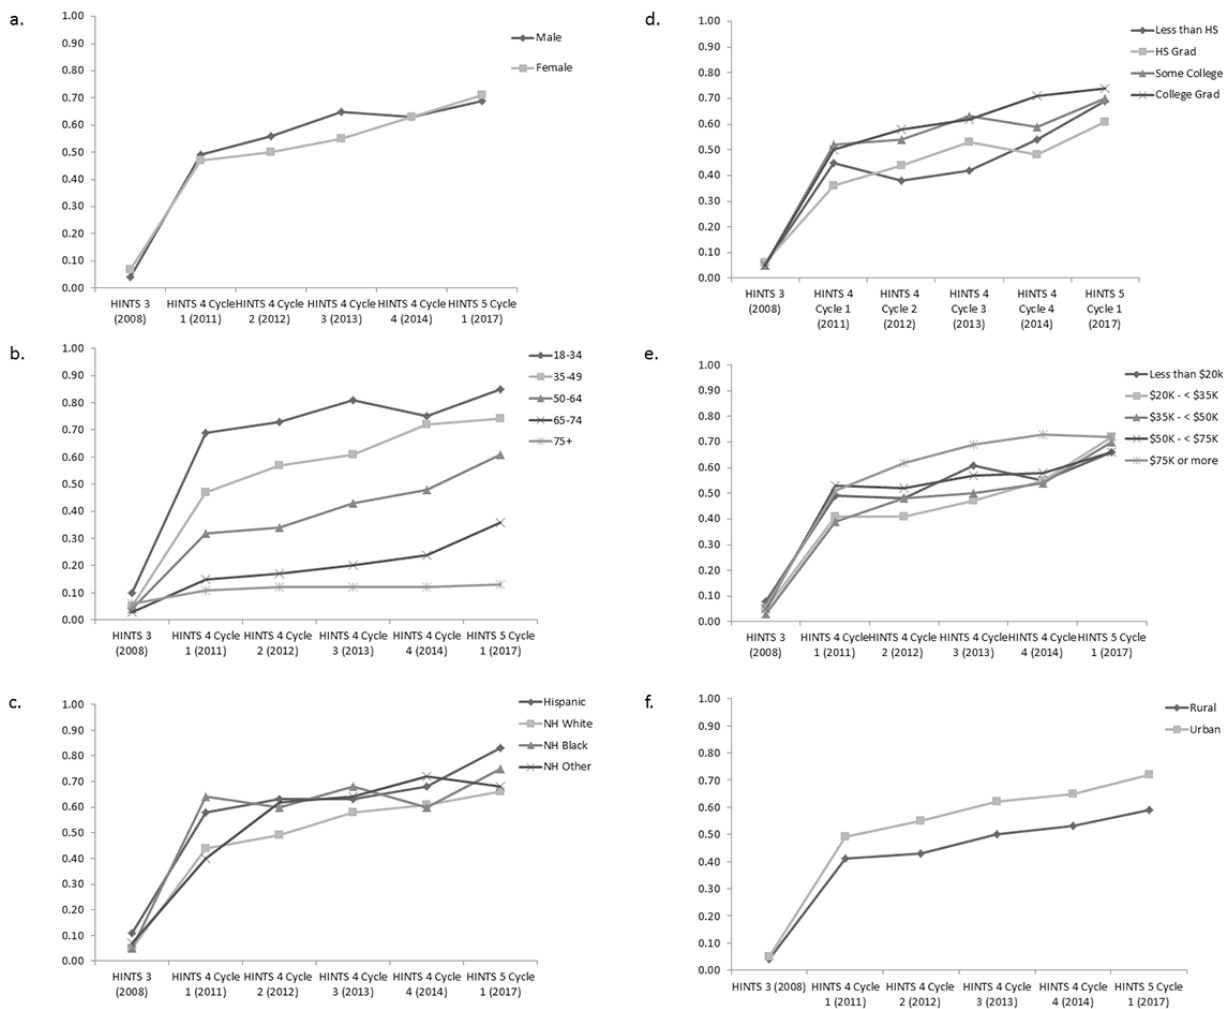 a.
1.00
0.90
0.80
0.70
0.60
0.50
0.40
0.30
0.20
0.10
0.00
Male
Female
HINTS 3 HINTS 4 Cycle HINTS 4 Cycle HINTS 4 Cycle HINTS 4 Cycle HINTS 5 Cycle
(2008) 1 (2011) 2 (2012) 3 (2013) 4 (2014) 1 (2017)
b.
1.00
0.90
0.80
0.70
0.60
0.50
0.40
0.30
0.20
0.10
0.00
18-34
35-49
50-64
65-74
75+
HINTS 3 HINTS 4 Cycle HINTS 4 Cycle HINTS 4 Cycle HINTS 4 Cycle HINTS 5 Cycle
(2008) 1 (2011) 2 (2012) 3 (2013) 4 (2014) 1 (2017)
c.
1.00
0.90
0.80
0.70
0.60
0.50
0.40
0.30
0.20
0.10
0.00
Hispanic
NH White
NH Black
NH Other
HINTS 3 HINTS 4 Cycle HINTS 4 Cycle HINTS 4 Cycle HINTS 4 Cycle HINTS 5 Cycle
(2008) 1 (2011) 2 (2012) 3 (2013) 4 (2014) 1 (2017)
d.
1.00
0.90
0.80
0.70
0.60
0.50
0.40
0.30
0.20
0.10
0.00
Less than HS
HS Grad
Some College
College Grad
HINTS 3 HINTS 4 HINTS 4 HINTS 4 HINTS 4 HINTS 5
(2008) Cycle 1 Cycle 2 Cycle 3 Cycle 4 Cycle 1
(2011) (2012) (2013) (2014) (2017)
e.
1.00
0.90
0.80
0.70
0.60
0.50
0.40
0.30
0.20
0.10
0.00
Less than $20k
$20K - < $35K
$35K - < $50K
$50K - < $75K
$75K or more
HINTS 3 HINTS 4 Cycle HINTS 4 Cycle HINTS 4 Cycle HINTS 4 Cycle HINTS 5 Cycle
(2008) 1 (2011) 2 (2012) 3 (2013) 4 (2014) 1 (2017)
f.
1.00
0.90
0.80
0.70
0.60
0.50
0.40
0.30
0.20
0.10
0.00
Rural
Urban
HINTS 3 (2008) HINTS 4 Cycle HINTS 4 Cycle HINTS 4 Cycle HINTS 4 Cycle HINTS 5 Cycle
1 (2011) 2 (2012) 3 (2013) 4 (2014) 1 (2017)